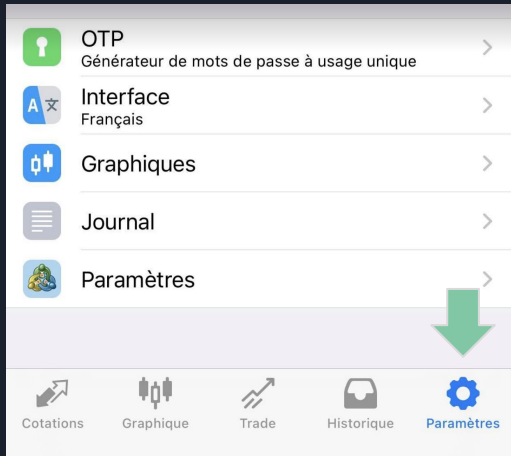 OTP
Générateur de mots de passe à usage unique
Interface
Français
Graphiques
Journal
Paramètres
Cotations Graphique Trade Historique Paramètres